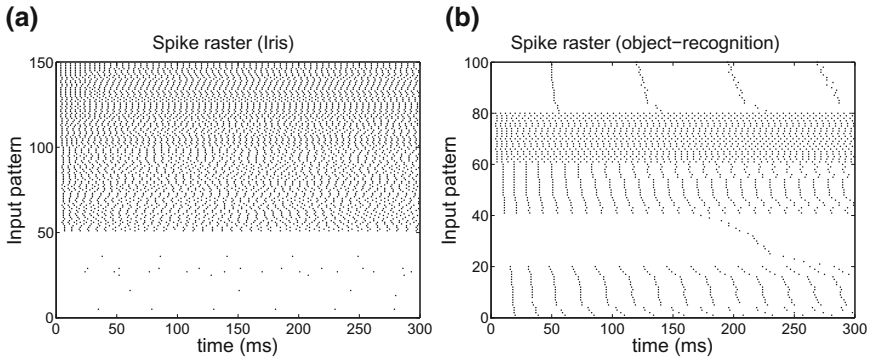 (a)
Spike raster (Iris)
150
100
50
0
Input pattern
0 50 100 150 200 250 300
time (ms)
(b)
Spike raster (object-recognition)
100
80
60
40
20
0
Input pattern
0 50 100 150 200 250 300
time (ms)